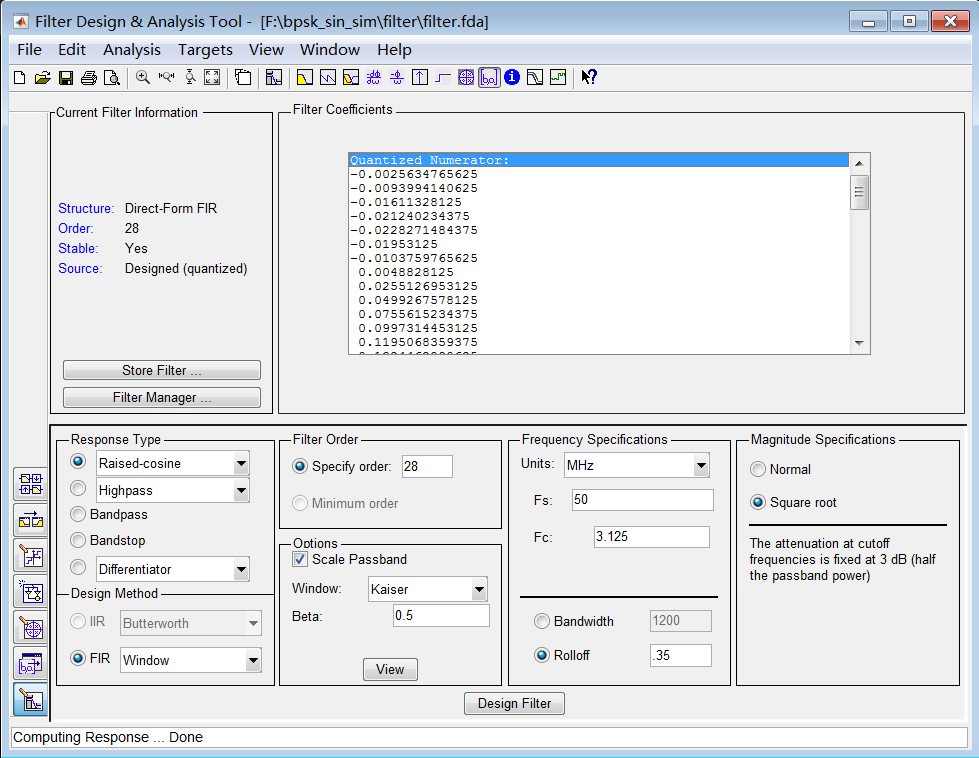 Filter Design & Analysis Tool - [F:\bpsk_sin_sim\filter\filter.fda]
File Edit Analysis Targets View Window Help
Current Filter Information
Structure: Direct-Form FIR
Order: 28
Stable: Yes
Source: Designed (quantized)
Store Filter ...
Filter Manager ...
Filter Coefficients
Quantized Numerator:
-0.0025634765625
-0.0093994140625
-0.01611328125
-0.021240234375
-0.0228271484375
-0.01953125
-0.0103759765625
0.0048828125
0.0255126953125
0.0499267578125
0.0755615234375
0.0997314453125
0.1195068359375
Response Type
Raised-cosine
Highpass
Bandpass
Bandstop
Differentiator
Design Method
IIR Butterworth
FIR Window
Filter Order
Specify order: 28
Minimum order
Options
Scale Passband
Window: Kaiser
Beta: 0.5
View
Frequency Specifications
Units: MHz
Fs: 50
Fc: 3.125
Bandwidth 1200
Rolloff .35
Magnitude Specifications
Normal
Square root
The attenuation at cutoff
frequencies is fixed at 3 dB (half
the passband power)
Design Filter
Computing Response ... Done